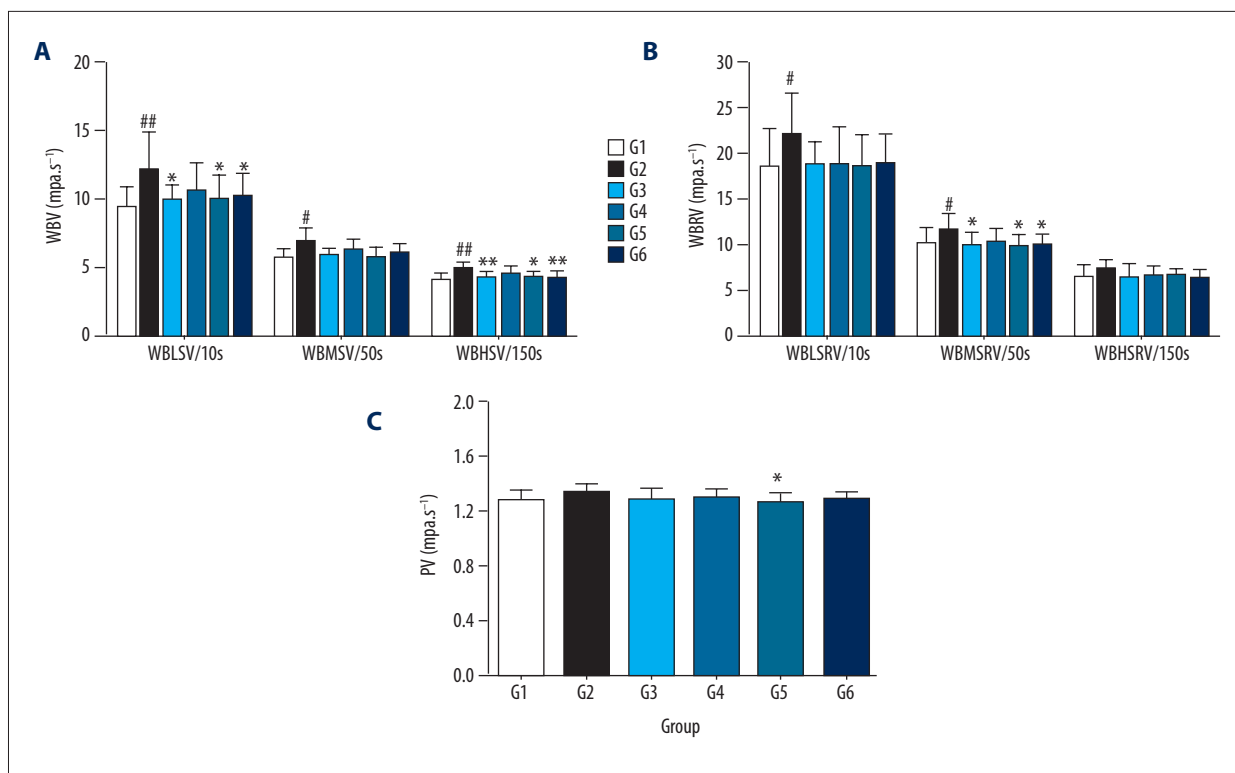 A
WBV (mpa.s⁻¹)
20
15
10
5
0
##
*
*
*
#
##
**
*
**
WBLSV/10s
WBMSV/50s
WBHSV/150s
G1
G2
G3
G4
G5
G6
B
WBRV (mpa.s⁻¹)
30
25
20
15
10
5
0
#
#
*
*
*
WBLSRV/10s
WBMSRV/50s
WBHSRV/150s
C
PV (mpa.s⁻¹)
2.0
1.6
1.2
0.8
0.4
0.0
*
G1 G2 G3 G4 G5 G6
Group